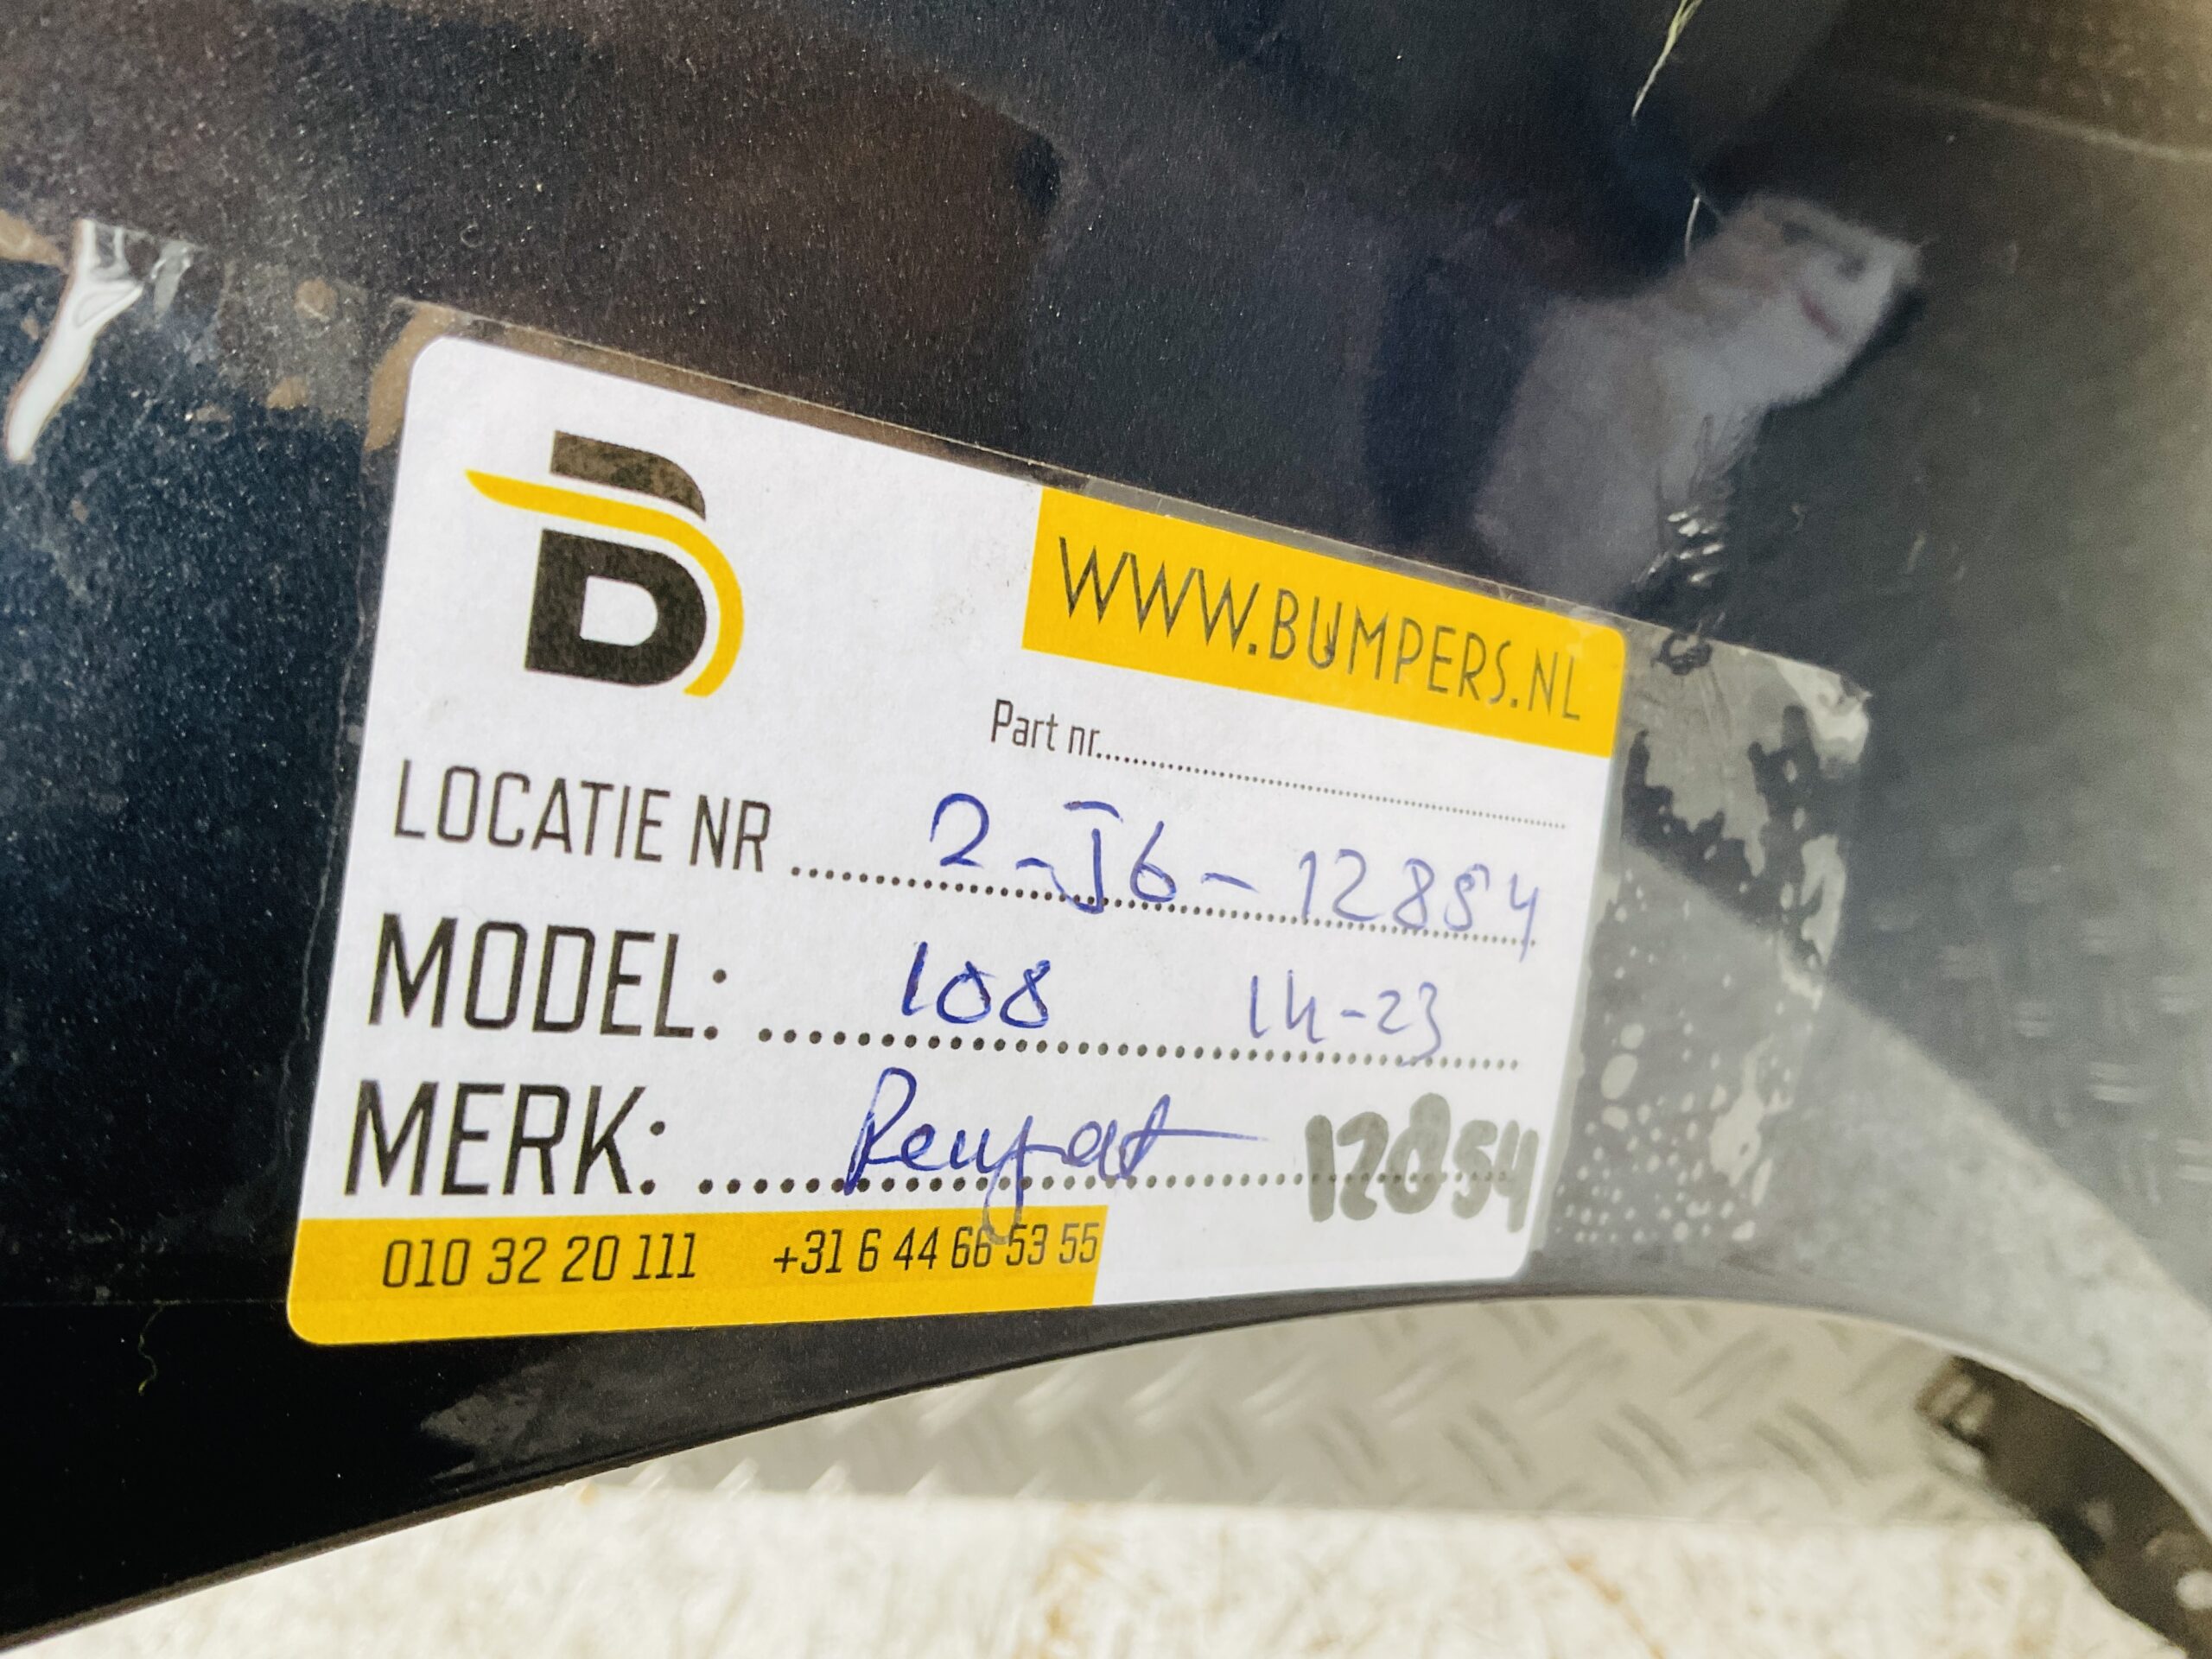 B
WWW.BUMPERS.NL
Part nr.............................
LOCATIE NR ..... 2-J6-12854
MODEL: ..... 108 14-23
MERK: ..... Peugeot 12854
010 32 20 111 +31 6 44 66 53 55